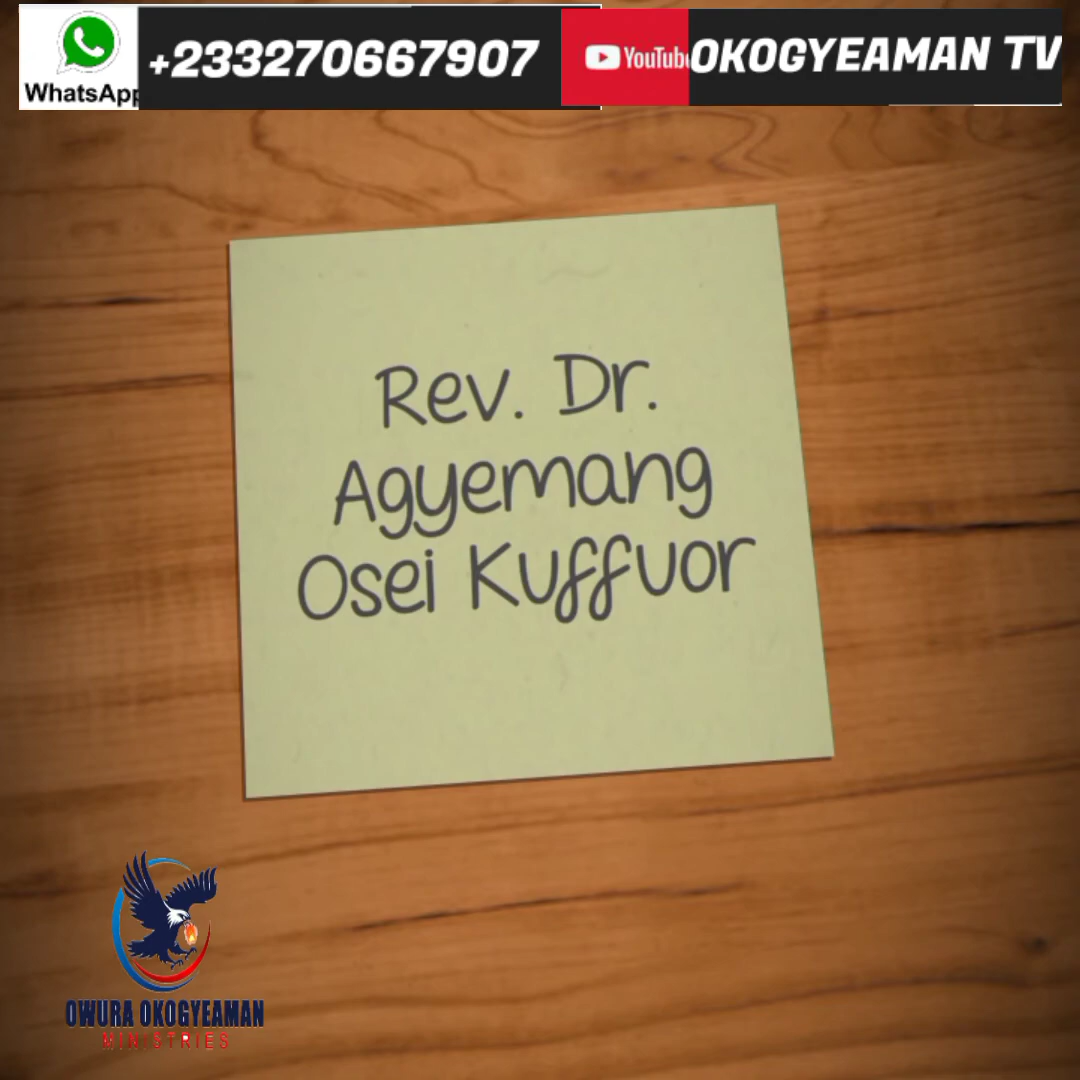 WhatsApp
+233270667907
YouTube
OKOGYEAMAN TV
Rev. Dr.
Agyemang
Osei Kuffuor
OWURA OKOGYEAMAN
MINISTRIES